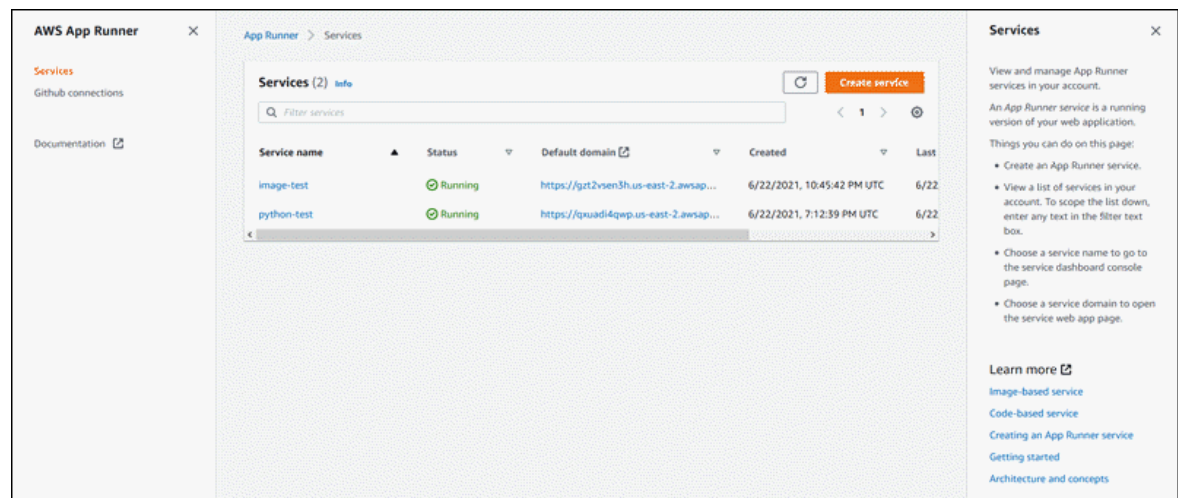 AWS App Runner
Services
Github connections
Documentation
App Runner > Services
Services (2) Info
Create service
Filter services
< 1 >
Service name Status Default domain Created Last
image-test Running https://gzt2vsen3h.us-east-2.awsap... 6/22/2021, 10:45:42 PM UTC 6/22
python-test Running https://qxuadi4qwp.us-east-2.awsap... 6/22/2021, 7:12:39 PM UTC 6/22
Services
View and manage App Runner
services in your account.
An App Runner service is a running
version of your web application.
Things you can do on this page:
• Create an App Runner service.
• View a list of services in your
account. To scope the list down,
enter any text in the filter text
box.
• Choose a service name to go to
the service dashboard console
page.
• Choose a service domain to open
the service web app page.
Learn more
Image-based service
Code-based service
Creating an App Runner service
Getting started
Architecture and concepts